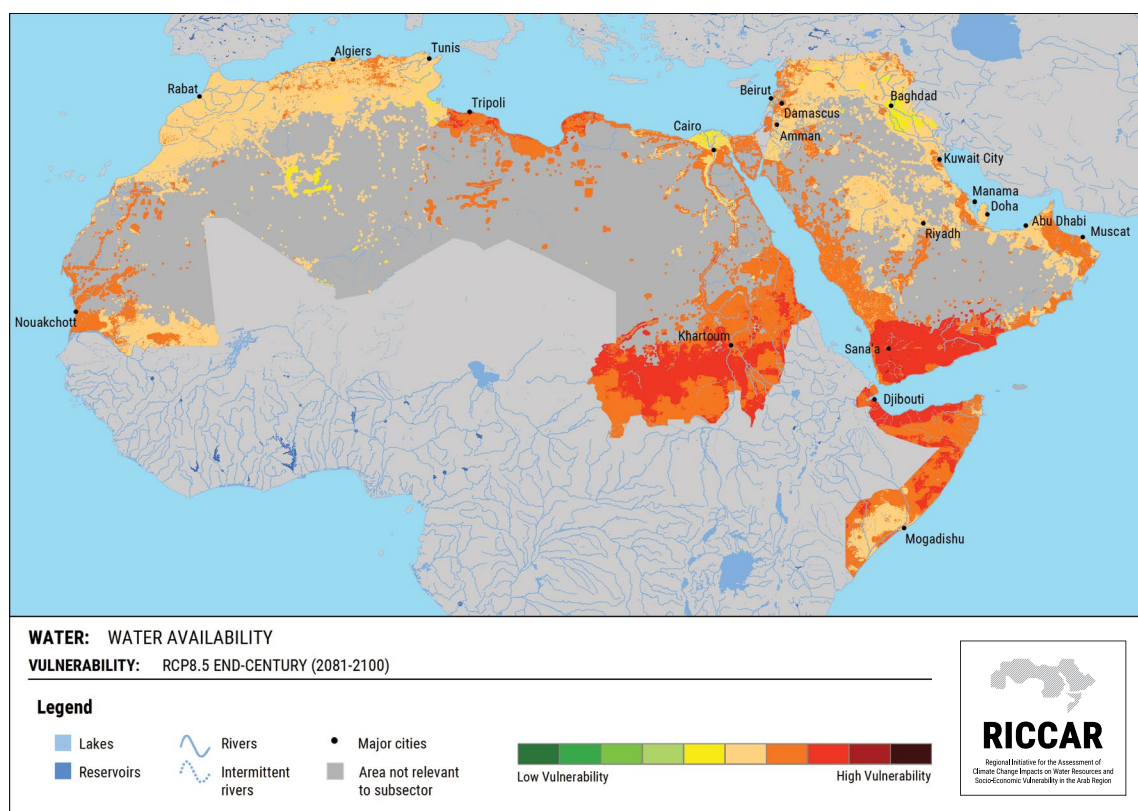 Algiers
Tunis
Rabat
Tripoli
Beirut
Damascus
Amman
Baghdad
Cairo
Kuwait City
Manama
Doha
Abu Dhabi
Muscat
Riyadh
Nouakchott
Khartoum
Sana'a
Djibouti
Mogadishu
WATER: WATER AVAILABILITY
VULNERABILITY: RCP8.5 END-CENTURY (2081-2100)
Legend
Lakes
Reservoirs
Rivers
Intermittent
rivers
Major cities
Area not relevant
to subsector
Low Vulnerability
High Vulnerability
RICCAR
Regional Initiative for the Assessment of
Climate Change Impacts on Water Resources and
Socio-Economic Vulnerability in the Arab Region